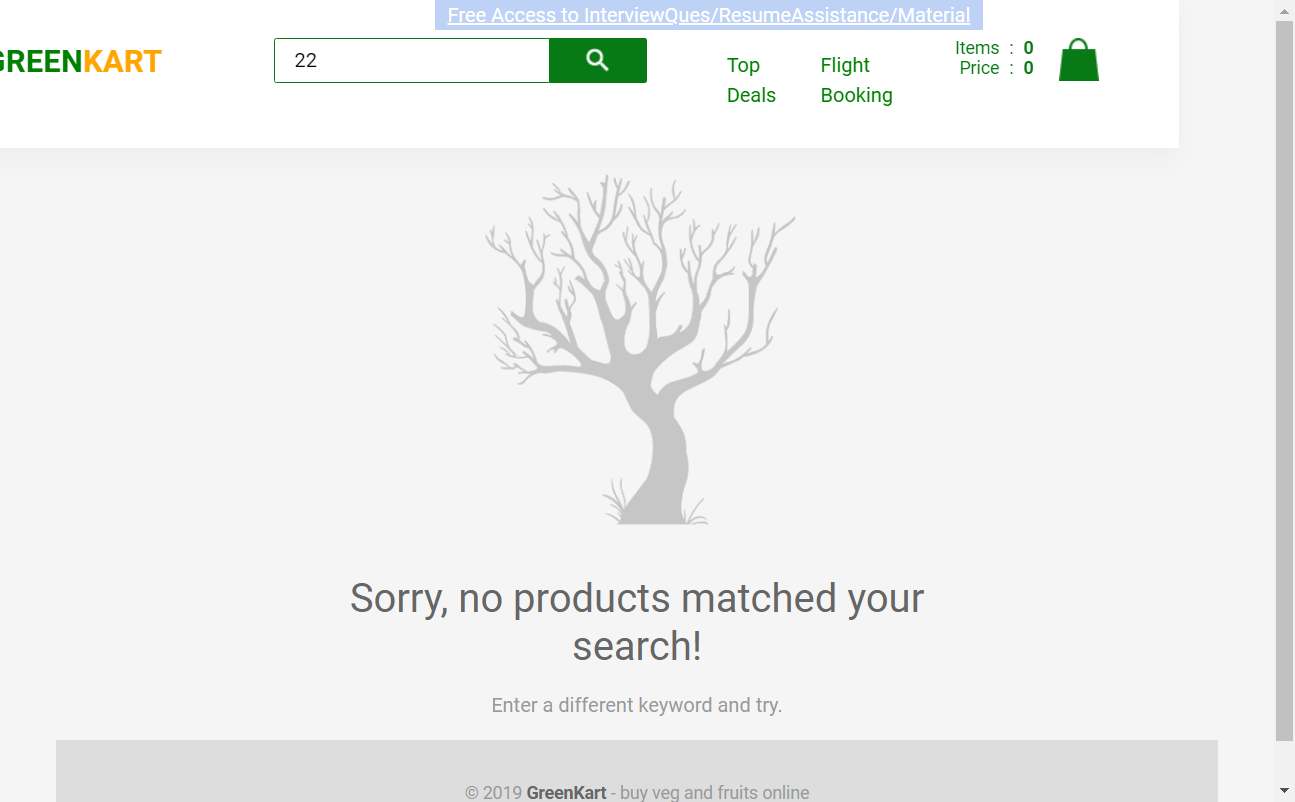 Free Access to InterviewQues/ResumeAssistance/Material
GREENKART
22
Top
Deals
Flight
Booking
Items : 0
Price : 0
Sorry, no products matched your
search!
Enter a different keyword and try.
© 2019 GreenKart - buy veg and fruits online